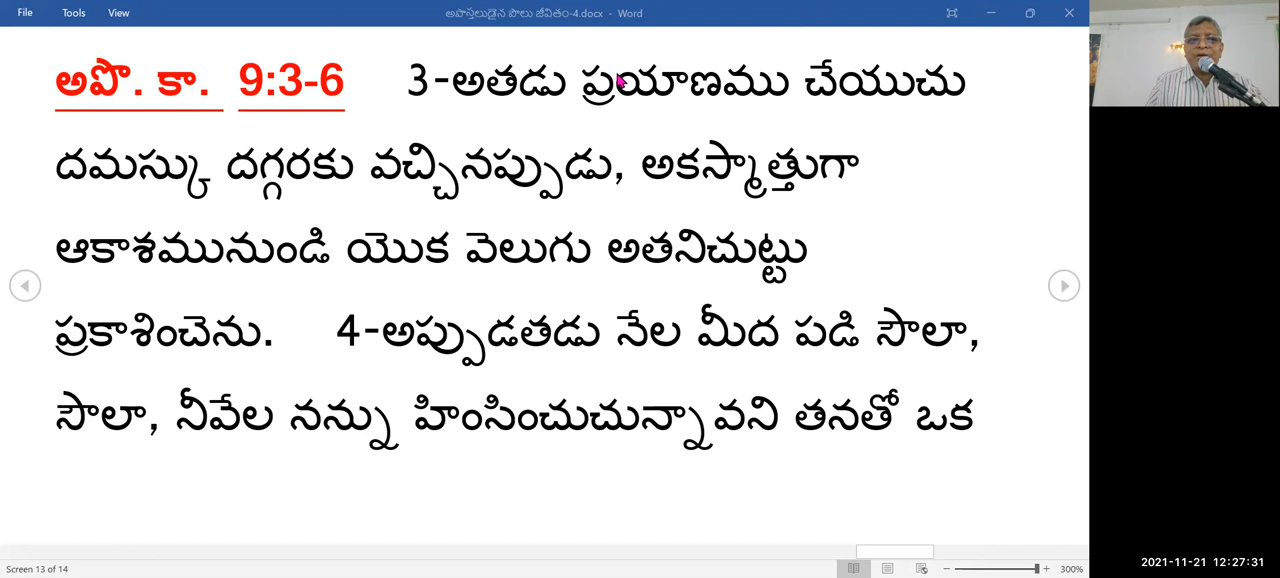 File Tools View అపొస్తలుడైన పౌలు జీవితం-4.docx - Word
అపొ. కా. 9:3-6 3-అతడు ప్రయాణము చేయుచు
దమస్కు దగ్గరకు వచ్చినప్పుడు, అకస్మాత్తుగా
ఆకాశమునుండి యొక వెలుగు అతనిచుట్టు
ప్రకాశించెను. 4-అప్పుడతడు నేల మీద పడి సౌలా,
సౌలా, నీవేల నన్ను హింసించుచున్నావని తనతో ఒక
2021-11-21 12:27:31
Screen 13 of 14 300%